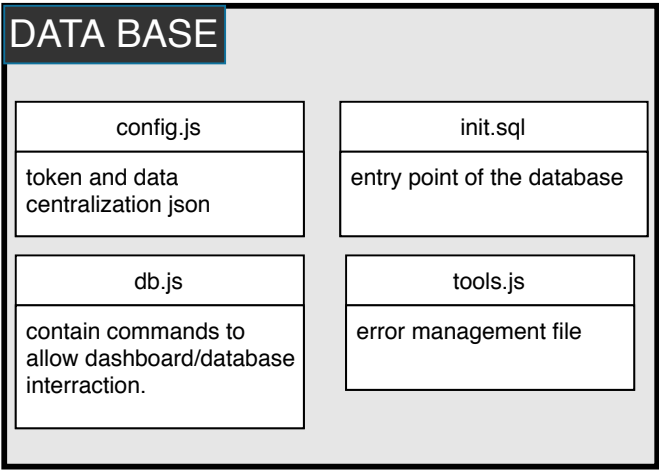 DATA BASE
config.js
token and data
centralization json
init.sql
entry point of the database
db.js
contain commands to
allow dashboard/database
interraction.
tools.js
error management file